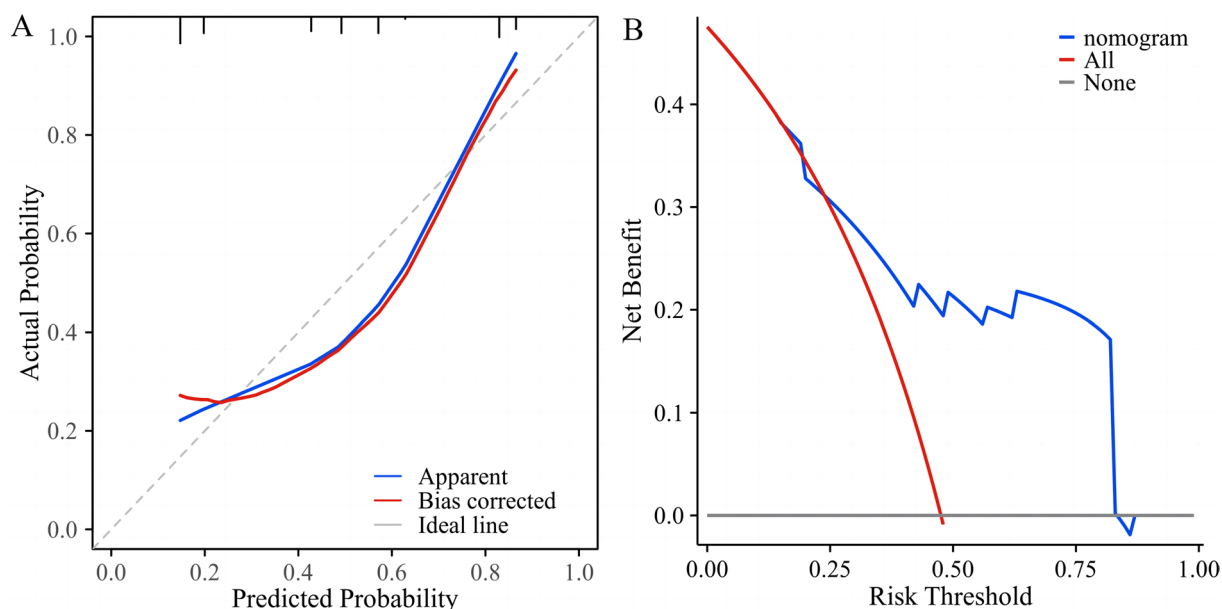 A
1.0
0.8
0.6
0.4
0.2
0.0
Actual Probability
Apparent
Bias corrected
Ideal line
0.0 0.2 0.4 0.6 0.8 1.0
Predicted Probability
B
nomogram
All
None
0.4
0.3
0.2
0.1
0.0
Net Benefit
0.00 0.25 0.50 0.75 1.00
Risk Threshold